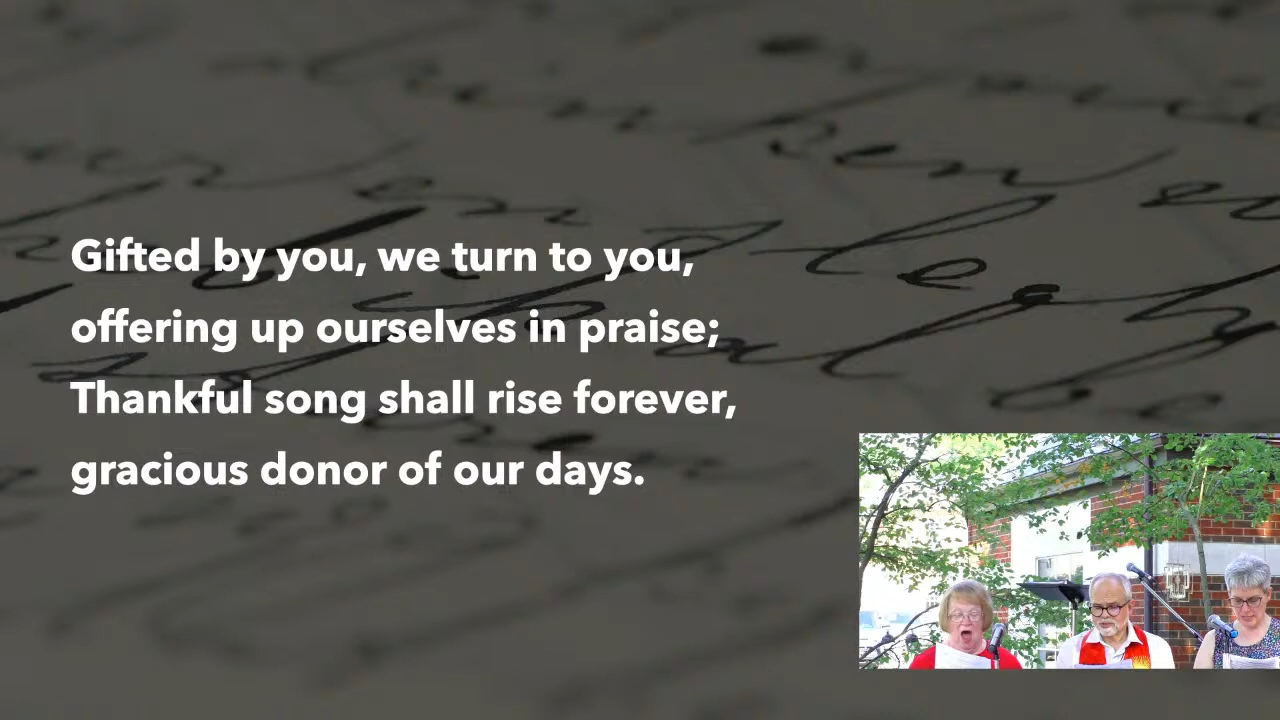 Gifted by you, we turn to you,
offering up ourselves in praise;
Thankful song shall rise forever,
gracious donor of our days.